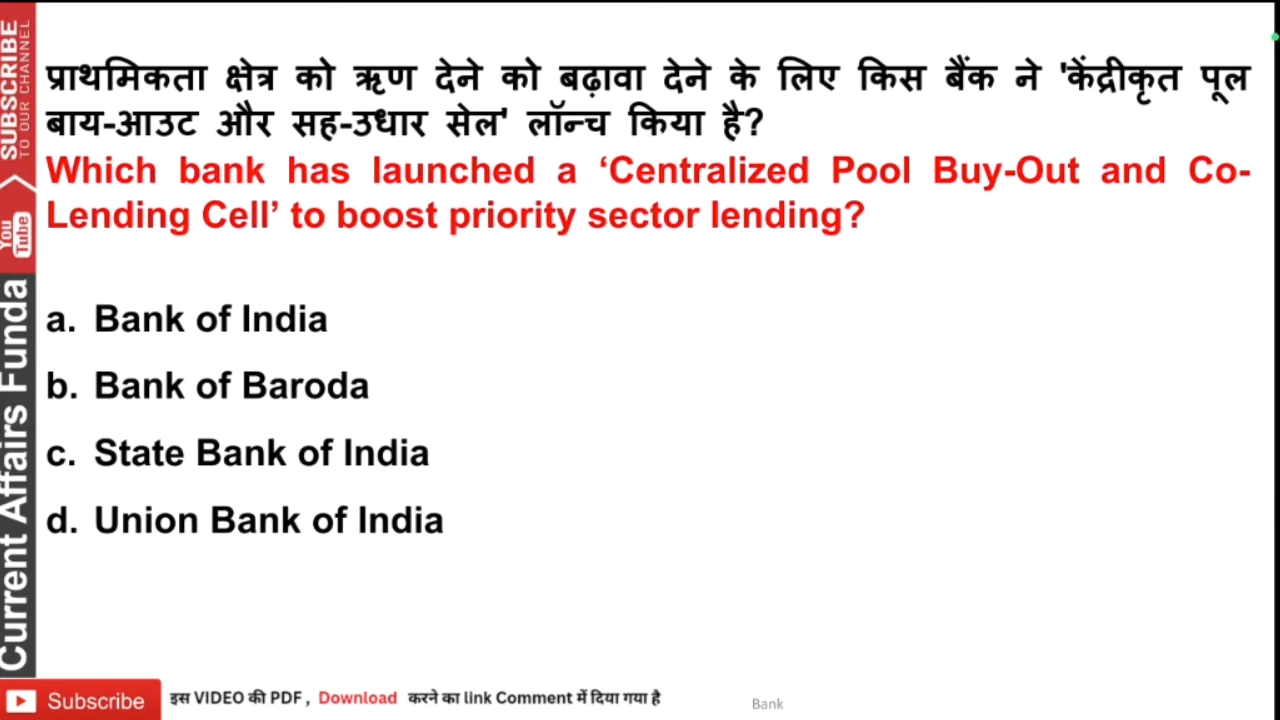 प्राथमिकता क्षेत्र को ऋण देने को बढ़ावा देने के लिए किस बैंक ने 'केंद्रीकृत पूल
बाय-आउट और सह-उधार सेल' लॉन्च किया है?
Which bank has launched a ‘Centralized Pool Buy-Out and Co-
Lending Cell’ to boost priority sector lending?
a. Bank of India
b. Bank of Baroda
c. State Bank of India
d. Union Bank of India
SUBSCRIBE
TO OUR CHANNEL
You
Tube
Current Affairs Funda
Subscribe
इस VIDEO की PDF, Download करने का link Comment में दिया गया है
Bank